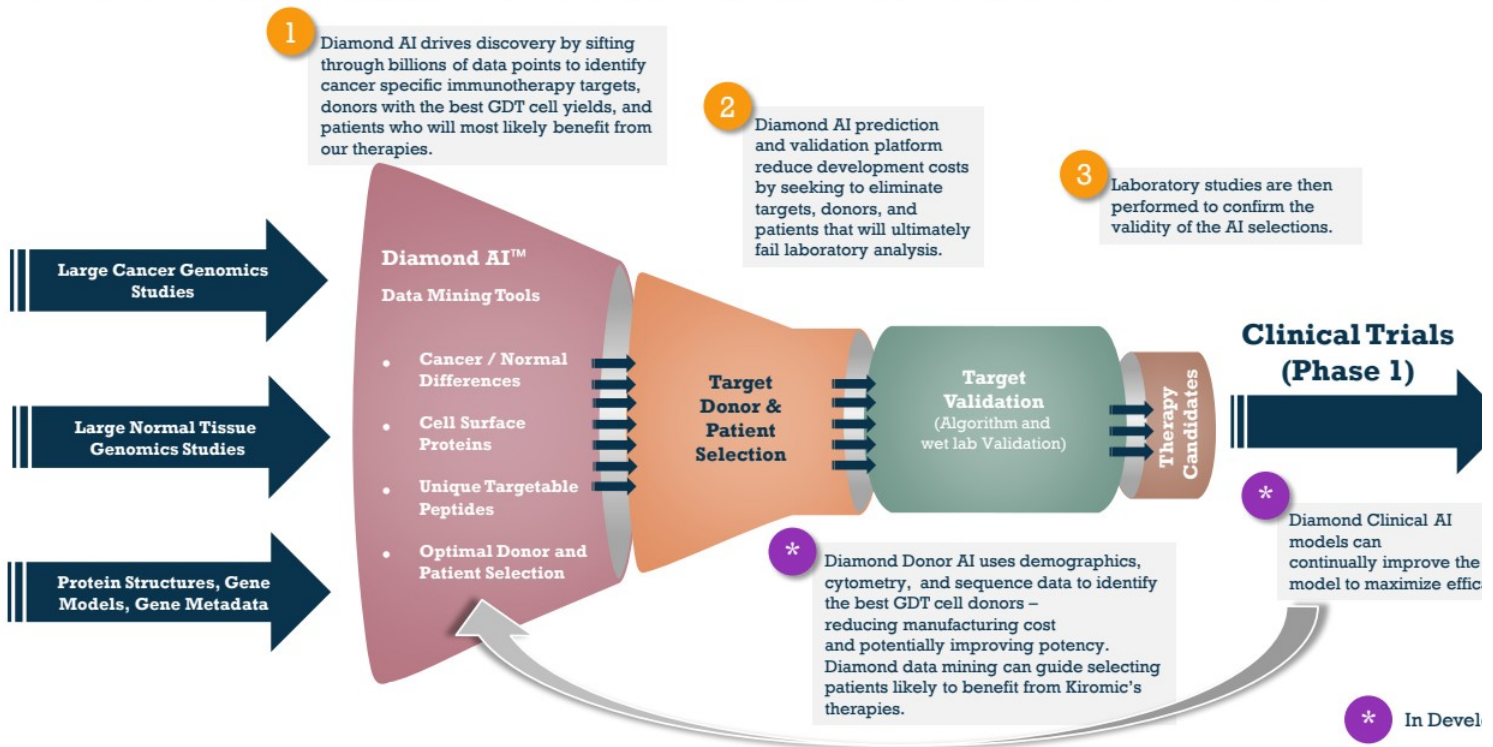 1
Diamond AI drives discovery by sifting
through billions of data points to identify
cancer specific immunotherapy targets,
donors with the best GDT cell yields, and
patients who will most likely benefit from
our therapies.
2
Diamond AI prediction
and validation platform
reduce development costs
by seeking to eliminate
targets, donors, and
patients that will ultimately
fail laboratory analysis.
3
Laboratory studies are then
performed to confirm the
validity of the AI selections.
Large Cancer Genomics
Studies
Large Normal Tissue
Genomics Studies
Protein Structures, Gene
Models, Gene Metadata
Diamond AI™
Data Mining Tools
• Cancer / Normal
Differences
• Cell Surface
Proteins
• Unique Targetable
Peptides
• Optimal Donor and
Patient Selection
Target
Donor &
Patient
Selection
Target
Validation
(Algorithm and
wet lab Validation)
Therapy
Candidates
Clinical Trials
(Phase 1)
*
Diamond Donor AI uses demographics,
cytometry, and sequence data to identify
the best GDT cell donors –
reducing manufacturing cost
and potentially improving potency.
Diamond data mining can guide selecting
patients likely to benefit from Kiromic's
therapies.
*
Diamond Clinical AI
models can
continually improve the
model to maximize
*
In